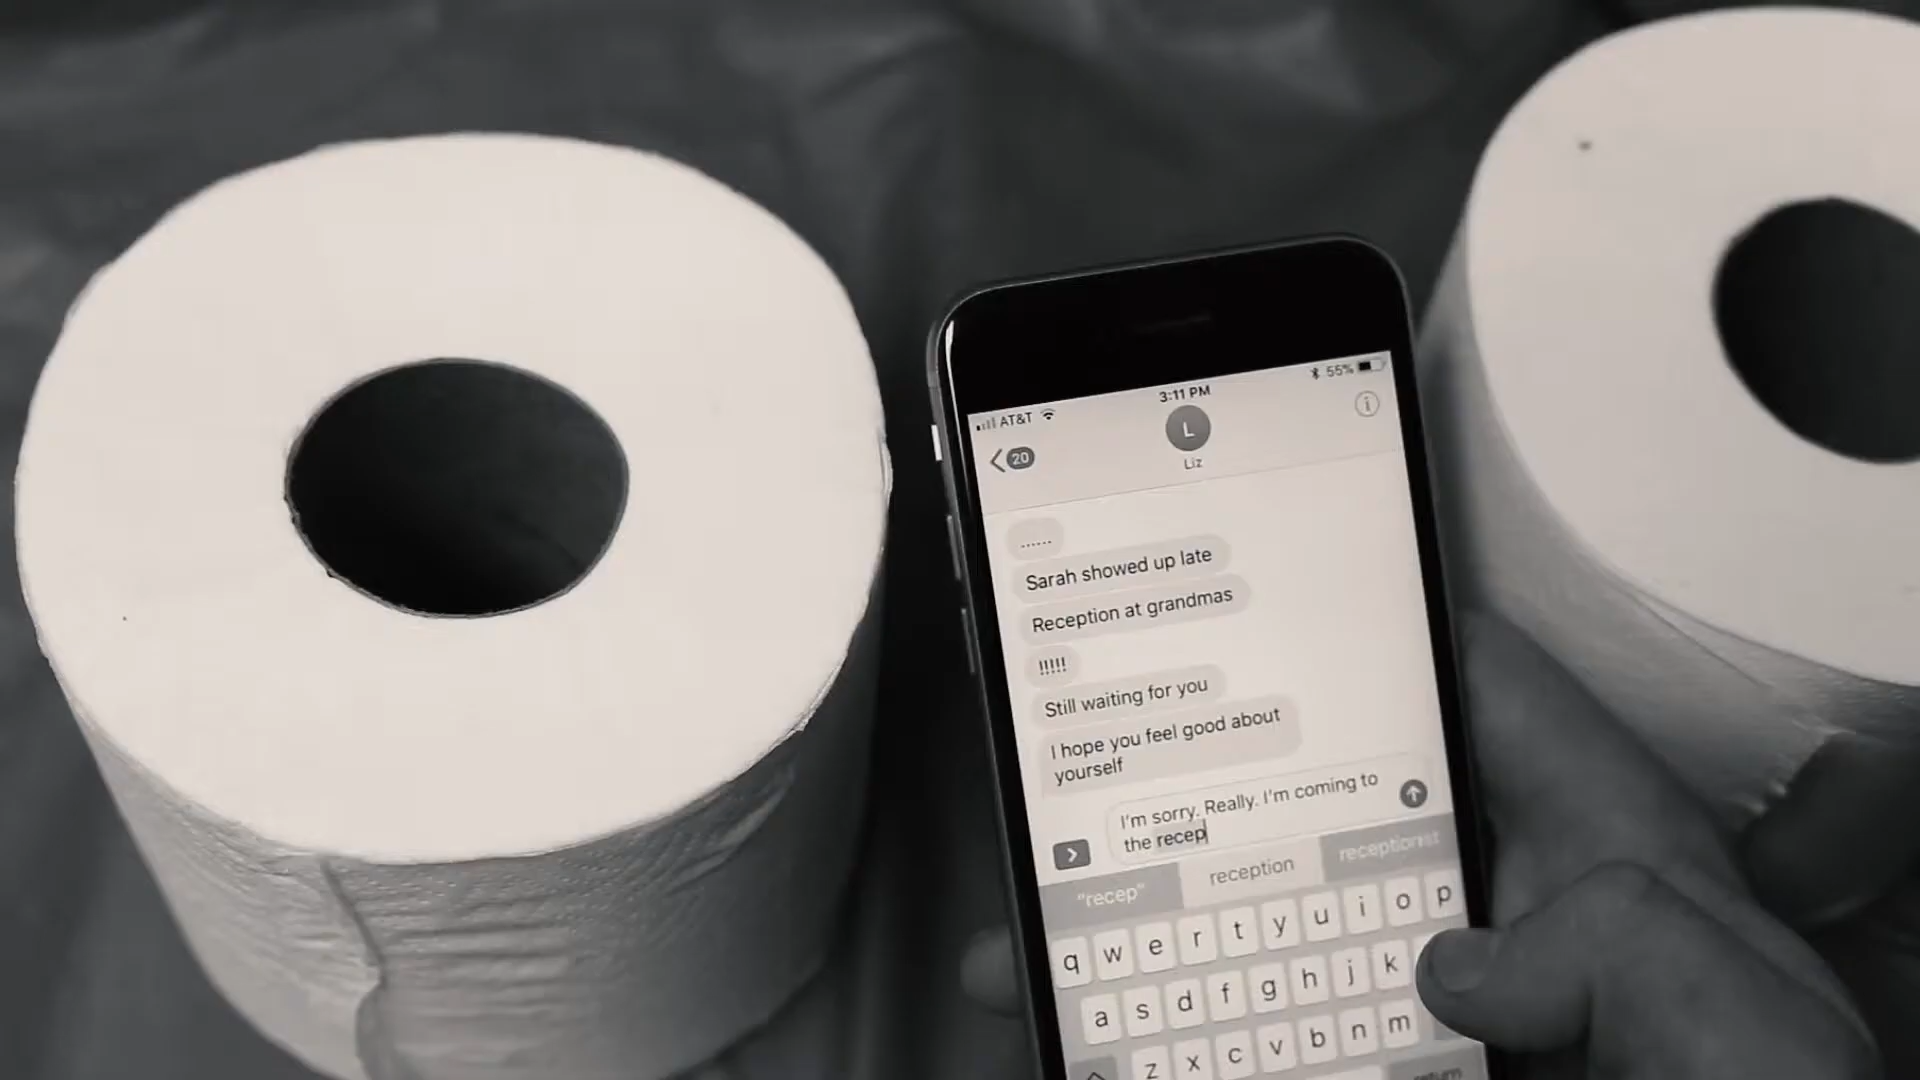 AT&T
3:11 PM
55%
20
L
Liz
......
Sarah showed up late
Reception at grandmas
!!!!!
Still waiting for you
I hope you feel good about
yourself
I'm sorry. Really. I'm coming to
the recep
"recep"
reception
receptionist
q w e r t y u i o p
a s d f g h j k
z x c v b n m
return